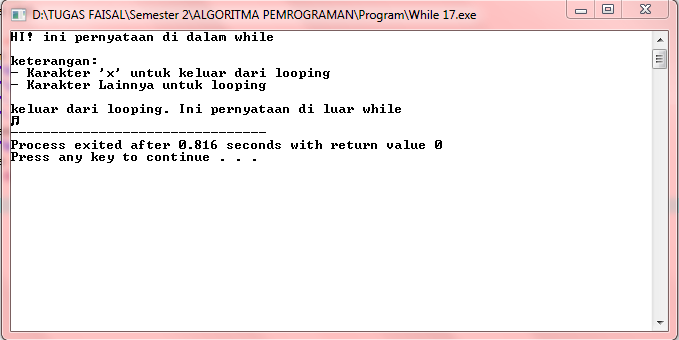 D:\TUGAS FAISAL\Semester 2\ALGORITMA PEMROGRAMAN\Program\While 17.exe
HI! ini pernyataan di dalam while
keterangan:
- Karakter 'x' untuk keluar dari looping
- Karakter Lainnya untuk looping
keluar dari looping. Ini pernyataan di luar while
♫
--------------------------------
Process exited after 0.816 seconds with return value 0
Press any key to continue . . .